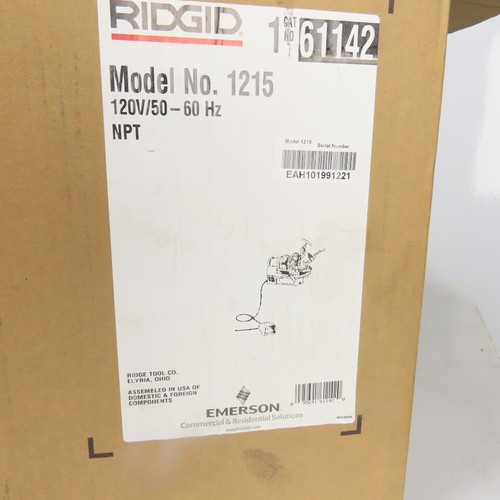 RIDGID
1 CAT NO 61142
Model No. 1215
120V/50 – 60 Hz
NPT
Model 1215 Serial Number
EAH101991221
RIDGE TOOL CO.
ELYRIA, OHIO
ASSEMBLED IN USA OF
DOMESTIC & FOREIGN
COMPONENTS
EMERSON
Commercial & Residential Solutions